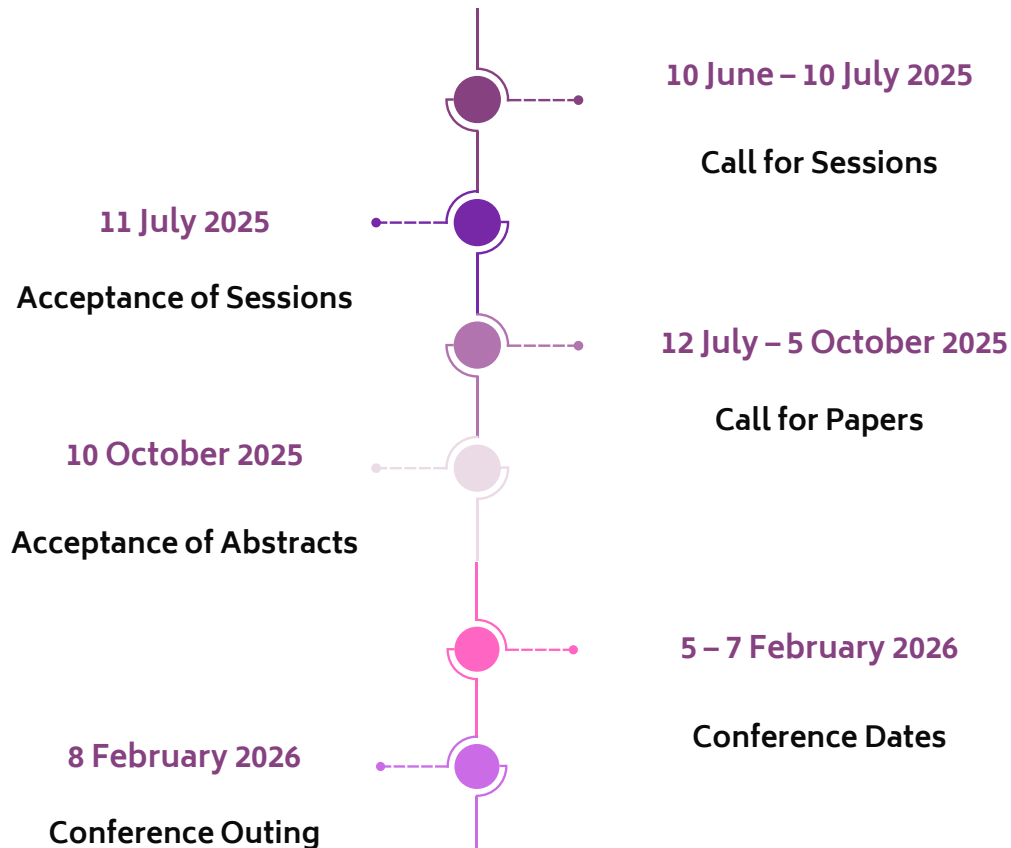 10 June – 10 July 2025
Call for Sessions
11 July 2025
Acceptance of Sessions
12 July – 5 October 2025
Call for Papers
10 October 2025
Acceptance of Abstracts
5 – 7 February 2026
Conference Dates
8 February 2026
Conference Outing